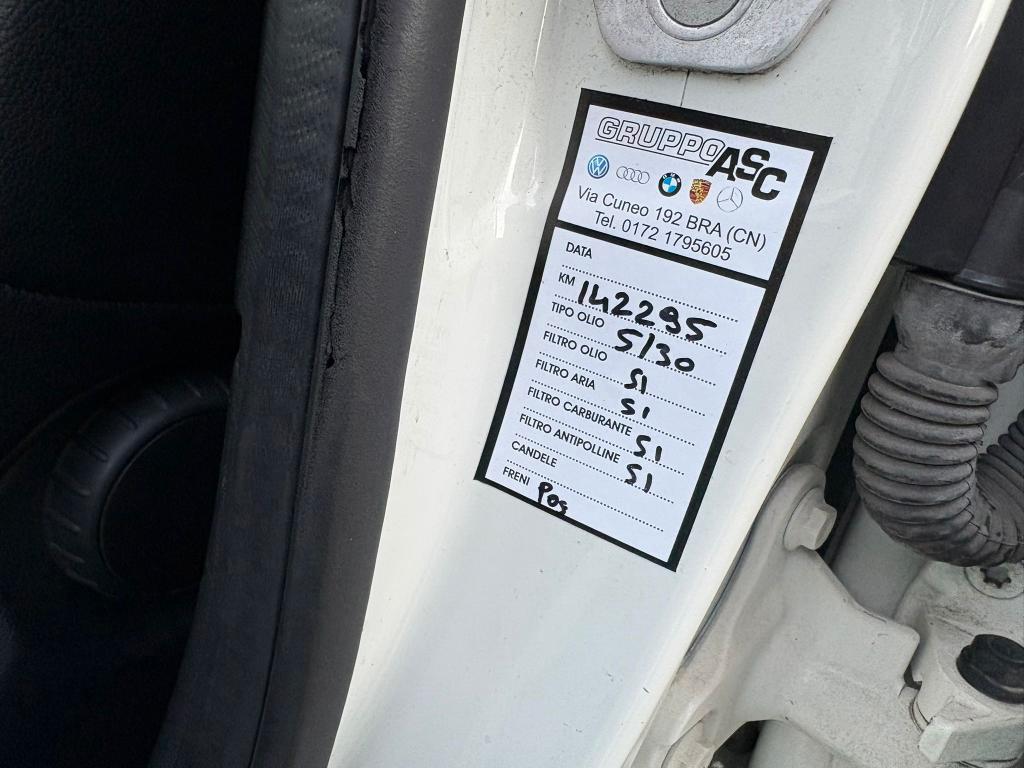 GRUPPO ASC
Via Cuneo 192 BRA (CN)
Tel. 0172 1795605
DATA
KM 142295
TIPO OLIO 5/30
FILTRO OLIO SI
FILTRO ARIA SI
FILTRO CARBURANTE S.I
FILTRO ANTIPOLLINE SI
CANDELE
FRENI Pos